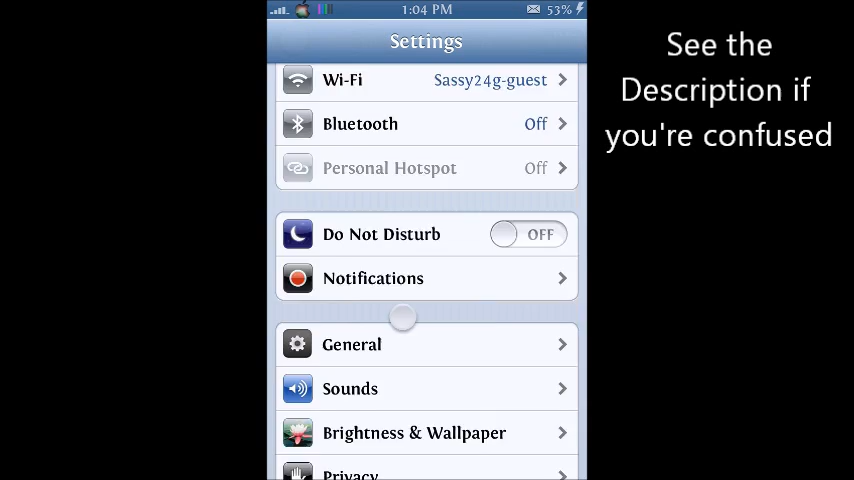 1:04 PM
53%
Settings
Wi-Fi
Sassy24g-guest
Bluetooth
Off
Personal Hotspot
Off
Do Not Disturb
OFF
Notifications
General
Sounds
Brightness & Wallpaper
Privacy
See the
Description if
you're confused